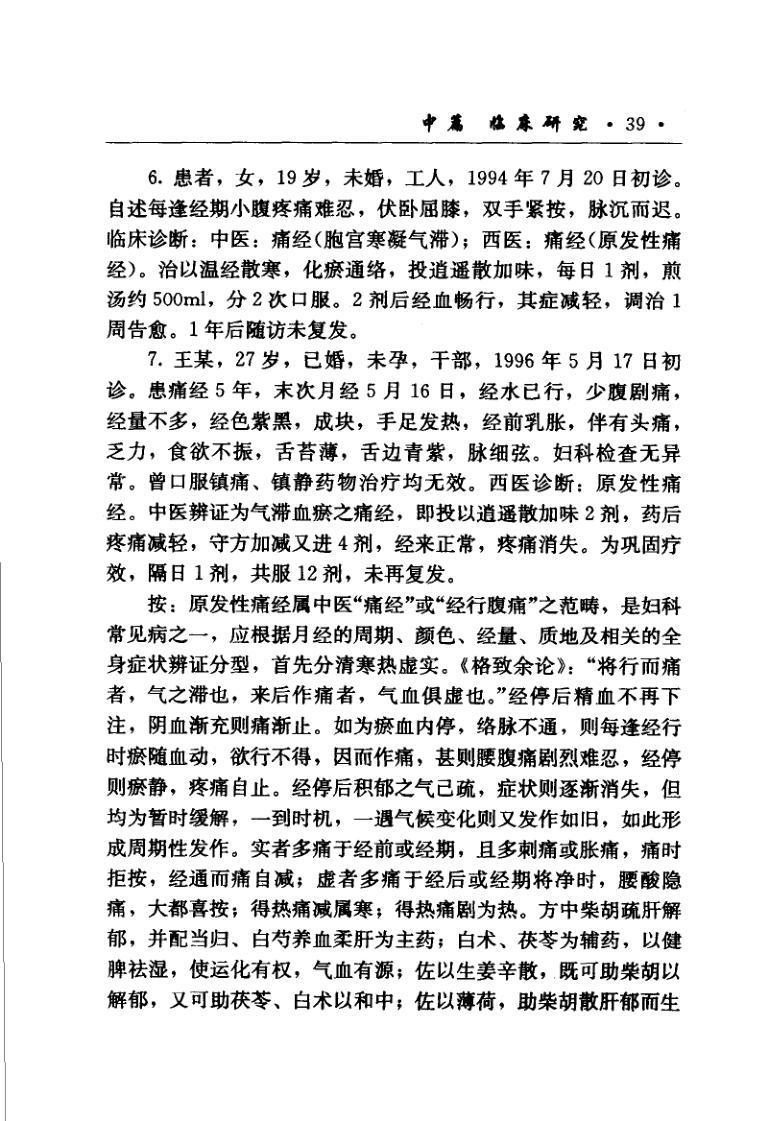 中篇 临床研究·39·
6. 患者，女，19 岁，未婚，工人，1994 年 7 月 20 日初诊。
自述每逢经期小腹疼痛难忍，伏卧屈膝，双手紧按，脉沉而迟。
临床诊断：中医：痛经(胞宫寒凝气滞)；西医：痛经(原发性痛
经)。治以温经散寒，化瘀通络，投逍遥散加味，每日 1 剂，煎
汤约 500ml，分 2 次口服。2 剂后经血畅行，其症减轻，调治 1
周告愈。1 年后随访未复发。
7. 王某，27 岁，已婚，未孕，干部，1996 年 5 月 17 日初
诊。患痛经 5 年，末次月经 5 月 16 日，经水已行，少腹剧痛，
经量不多，经色紫黑，成块，手足发热，经前乳胀，伴有头痛，
乏力，食欲不振，舌苔薄，舌边青紫，脉细弦。妇科检查无异
常。曾口服镇痛、镇静药物治疗均无效。西医诊断：原发性痛
经。中医辨证为气滞血瘀之痛经，即投以逍遥散加味 2 剂，药后
疼痛减轻，守方加减又进 4 剂，经来正常，疼痛消失。为巩固疗
效，隔日 1 剂，共服 12 剂，未再复发。
按：原发性痛经属中医“痛经”或“经行腹痛”之范畴，是妇科
常见病之一，应根据月经的周期、颜色、经量、质地及相关的全
身症状辨证分型，首先分清寒热虚实。《格致余论》：“将行而痛
者，气之滞也，来后作痛者，气血俱虚也。”经停后精血不再下
注，阴血渐充则痛渐止。如为瘀血内停，络脉不通，则每逢经行
时瘀随血动，欲行不得，因而作痛，甚则腰腹痛剧烈难忍，经停
则瘀静，疼痛自止。经停后积郁之气己疏，症状则逐渐消失，但
均为暂时缓解，一到时机，一遇气候变化则又发作如旧，如此形
成周期性发作。实者多痛于经前或经期，且多刺痛或胀痛，痛时
拒按，经通而痛自减；虚者多痛于经后或经期将净时，腰酸隐
痛，大都喜按；得热痛减属寒；得热痛剧为热。方中柴胡疏肝解
郁，并配当归、白芍养血柔肝为主药；白术、茯苓为辅药，以健
脾祛湿，使运化有权，气血有源；佐以生姜辛散，既可助柴胡以
解郁，又可助茯苓、白术以和中；佐以薄荷，助柴胡散肝郁而生